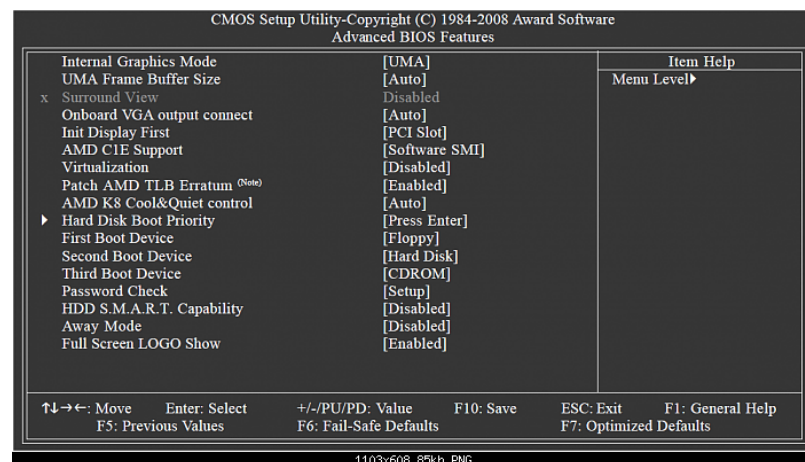 CMOS Setup Utility-Copyright (C) 1984-2008 Award Software
Advanced BIOS Features
Internal Graphics Mode [UMA] Item Help
UMA Frame Buffer Size [Auto] Menu Level▶
x Surround View Disabled
Onboard VGA output connect [Auto]
Init Display First [PCI Slot]
AMD C1E Support [Software SMI]
Virtualization [Disabled]
Patch AMD TLB Erratum (Note) [Enabled]
AMD K8 Cool&Quiet control [Auto]
▶ Hard Disk Boot Priority [Press Enter]
First Boot Device [Floppy]
Second Boot Device [Hard Disk]
Third Boot Device [CDROM]
Password Check [Setup]
HDD S.M.A.R.T. Capability [Disabled]
Away Mode [Disabled]
Full Screen LOGO Show [Enabled]
↑↓→←: Move Enter: Select +/-/PU/PD: Value F10: Save ESC: Exit F1: General Help
F5: Previous Values F6: Fail-Safe Defaults F7: Optimized Defaults
1103x608 85kb PNG